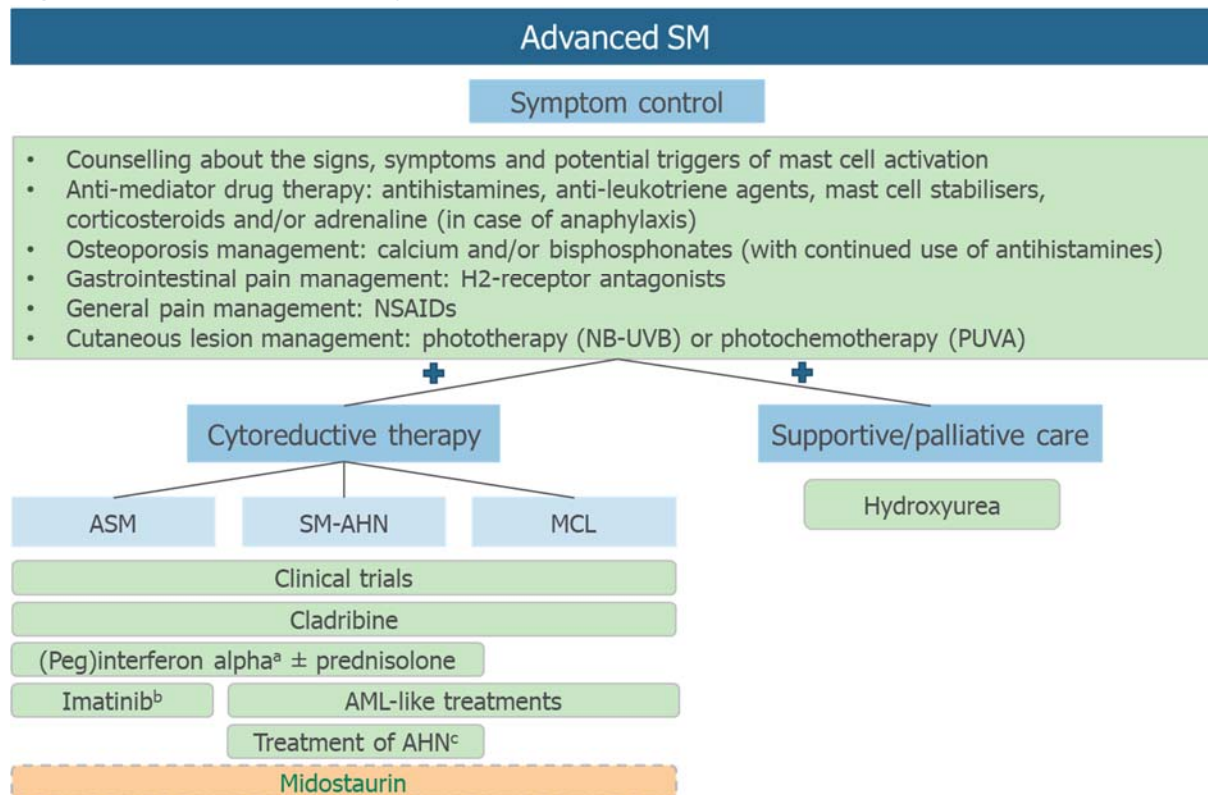 Advanced SM
Symptom control
• Counselling about the signs, symptoms and potential triggers of mast cell activation
• Anti-mediator drug therapy: antihistamines, anti-leukotriene agents, mast cell stabilisers,
corticosteroids and/or adrenaline (in case of anaphylaxis)
• Osteoporosis management: calcium and/or bisphosphonates (with continued use of antihistamines)
• Gastrointestinal pain management: H2-receptor antagonists
• General pain management: NSAIDs
• Cutaneous lesion management: phototherapy (NB-UVB) or photochemotherapy (PUVA)
Cytoreductive therapy
Supportive/palliative care
ASM
SM-AHN
MCL
Hydroxyurea
Clinical trials
Cladribine
(Peg)interferon alphaᵃ ± prednisolone
Imatinibᵇ
AML-like treatments
Treatment of AHNᶜ
Midostaurin